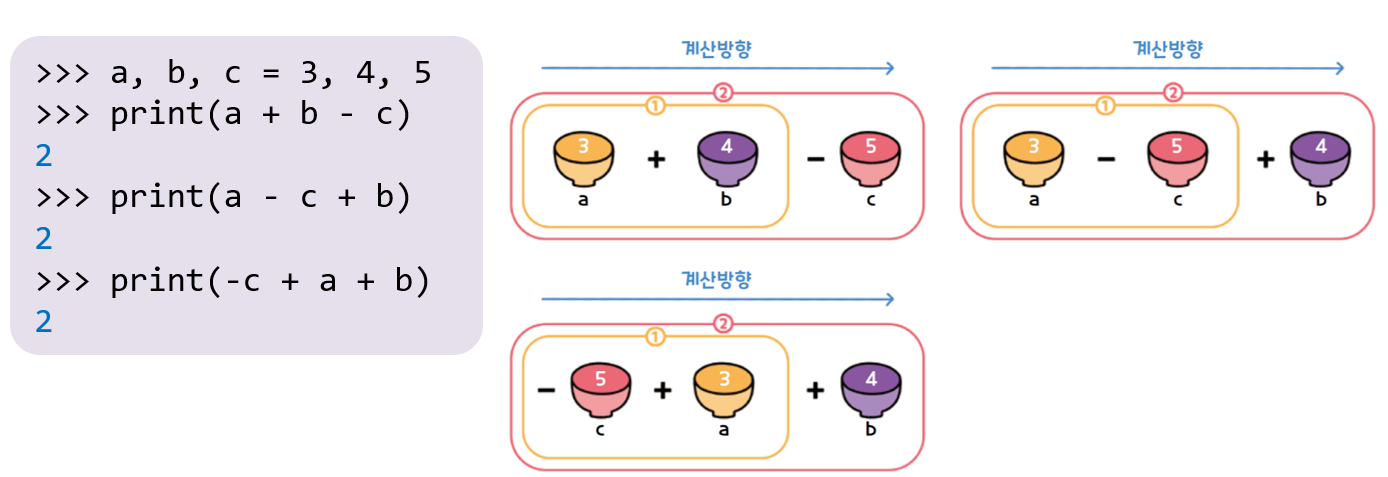 >>> a, b, c = 3, 4, 5
>>> print(a + b - c)
2
>>> print(a - c + b)
2
>>> print(-c + a + b)
2
계산방향
②
①
3 + 4 - 5
a b c
계산방향
②
①
3 - 5 + 4
a c b
계산방향
②
①
- 5 + 3 + 4
c a b